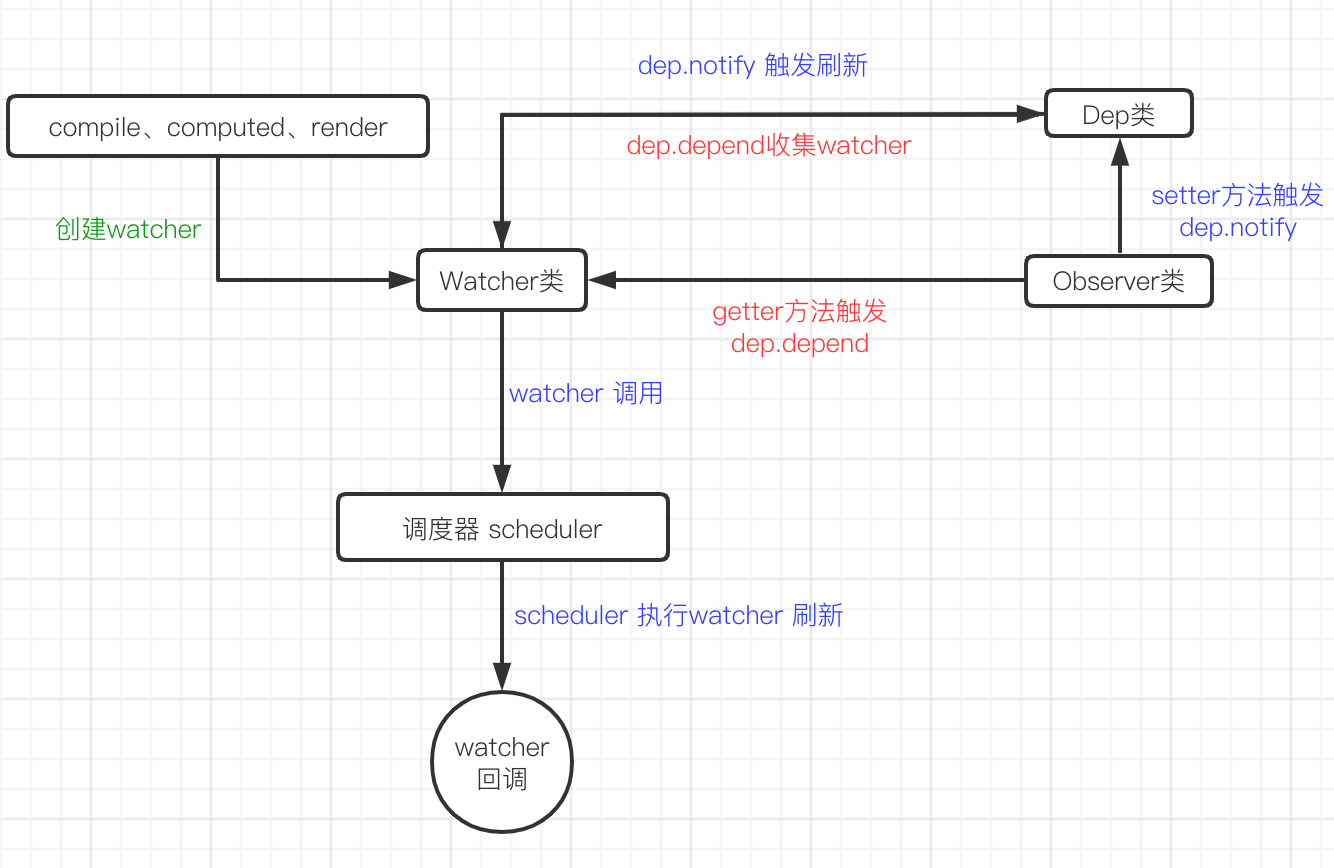 dep.notify 触发刷新
compile、computed、render
Dep类
dep.depend收集watcher
setter方法触发
dep.notify
创建watcher
Watcher类
Observer类
getter方法触发
dep.depend
watcher 调用
调度器 scheduler
scheduler 执行watcher 刷新
watcher
回调